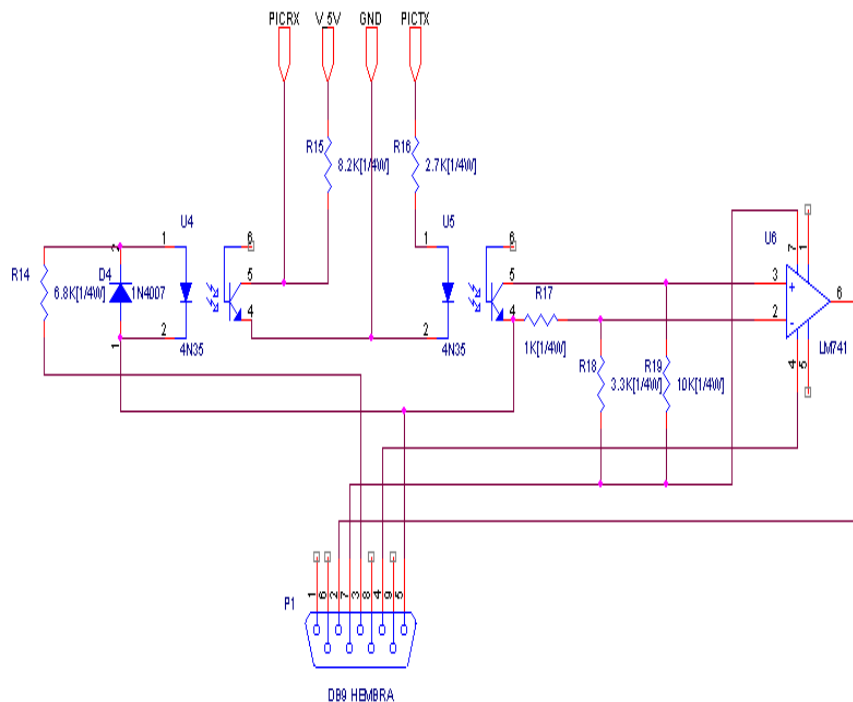 PICRX V_5V GND PICTX
R15
8.2K[1/4W]
R16
2.7K[1/4W]
U4
U5
U6
1
2
6
5
4
2
1
4N35
R14
6.8K[1/4W]
D4
1N4007
1
6
5
4
2
4N35
R17
1K[1/4W]
R18
3.3K[1/4W]
R19
10K[1/4W]
7
1
3
+
2
-
6
4
5
LM741
P1
1 6 2 7 3 8 4 9 5
DB9 HEMBRA